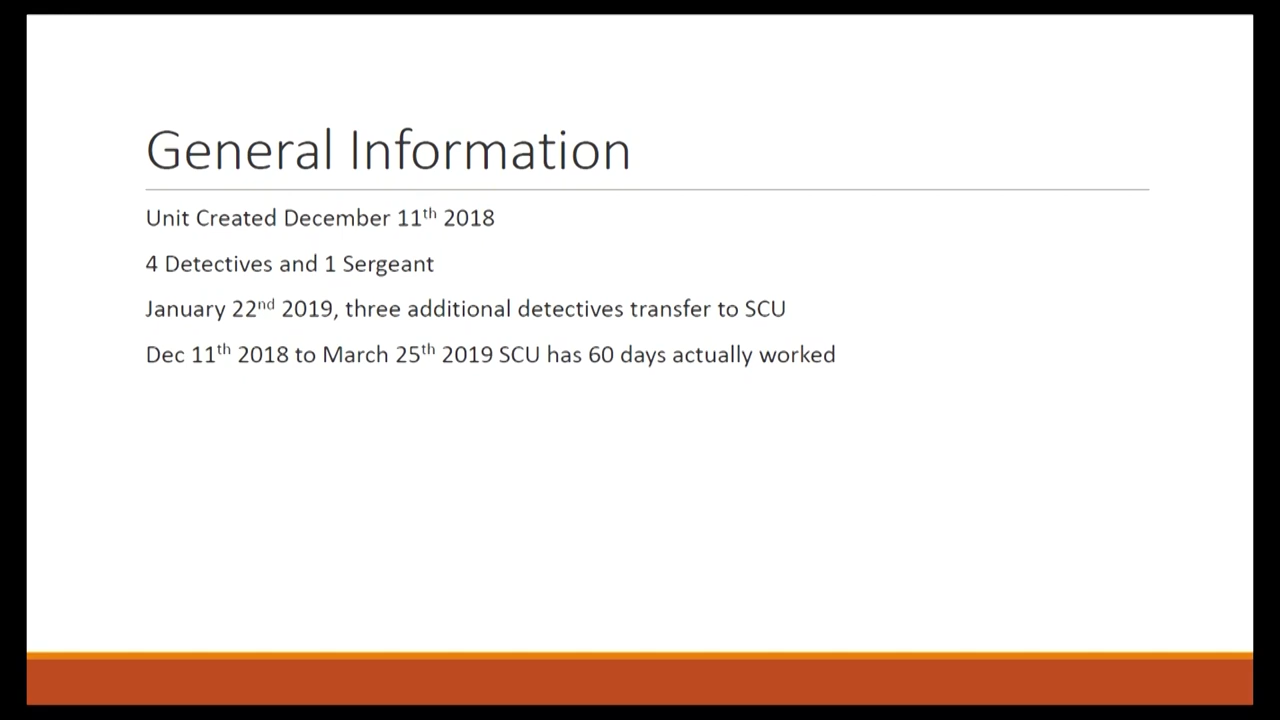 General Information
Unit Created December 11th 2018
4 Detectives and 1 Sergeant
January 22nd 2019, three additional detectives transfer to SCU
Dec 11th 2018 to March 25th 2019 SCU has 60 days actually worked